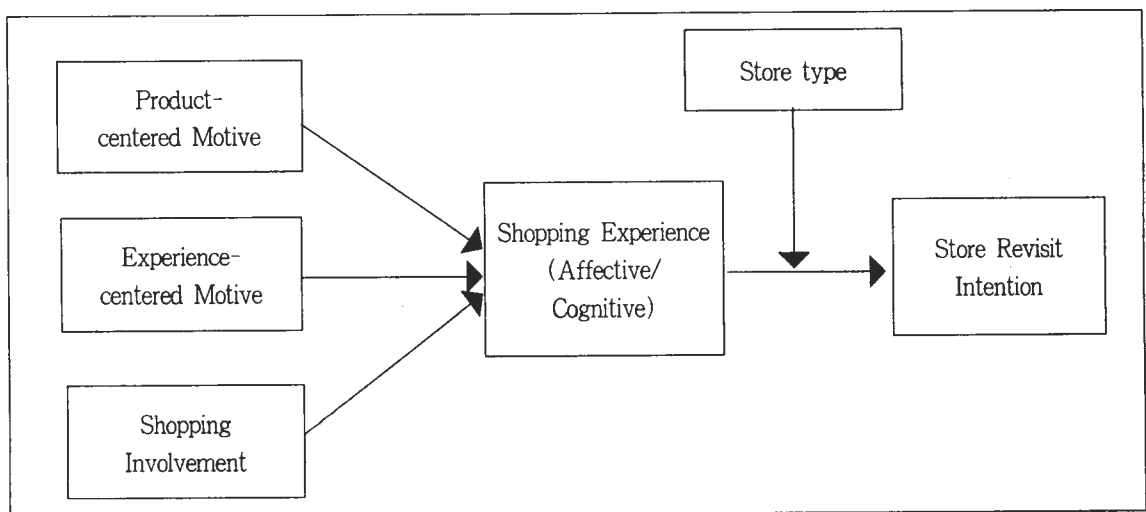 Product-
centered Motive
Experience-
centered Motive
Shopping
Involvement
Shopping Experience
(Affective/
Cognitive)
Store type
Store Revisit
Intention